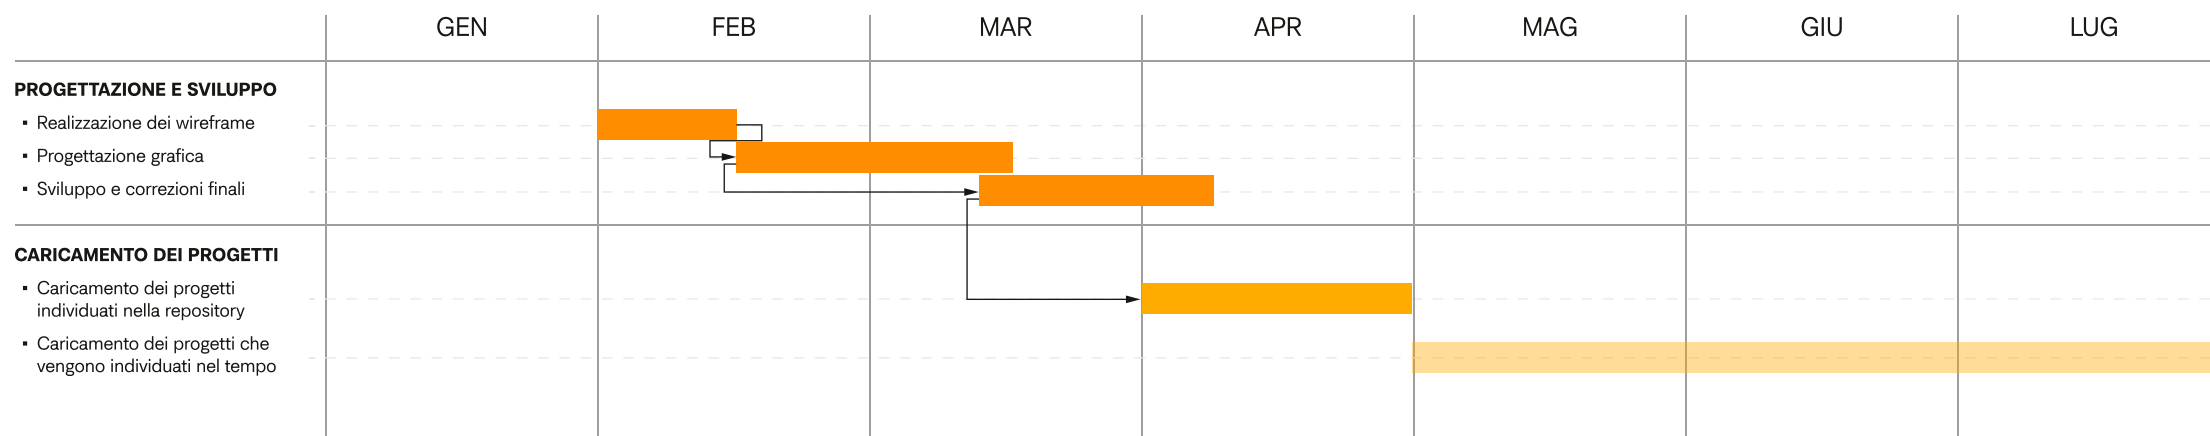 GEN FEB MAR APR MAG GIU LUG
PROGETTAZIONE E SVILUPPO
▪ Realizzazione dei wireframe
▪ Progettazione grafica
▪ Sviluppo e correzioni finali
CARICAMENTO DEI PROGETTI
▪ Caricamento dei progetti
individuati nella repository
▪ Caricamento dei progetti che
vengono individuati nel tempo